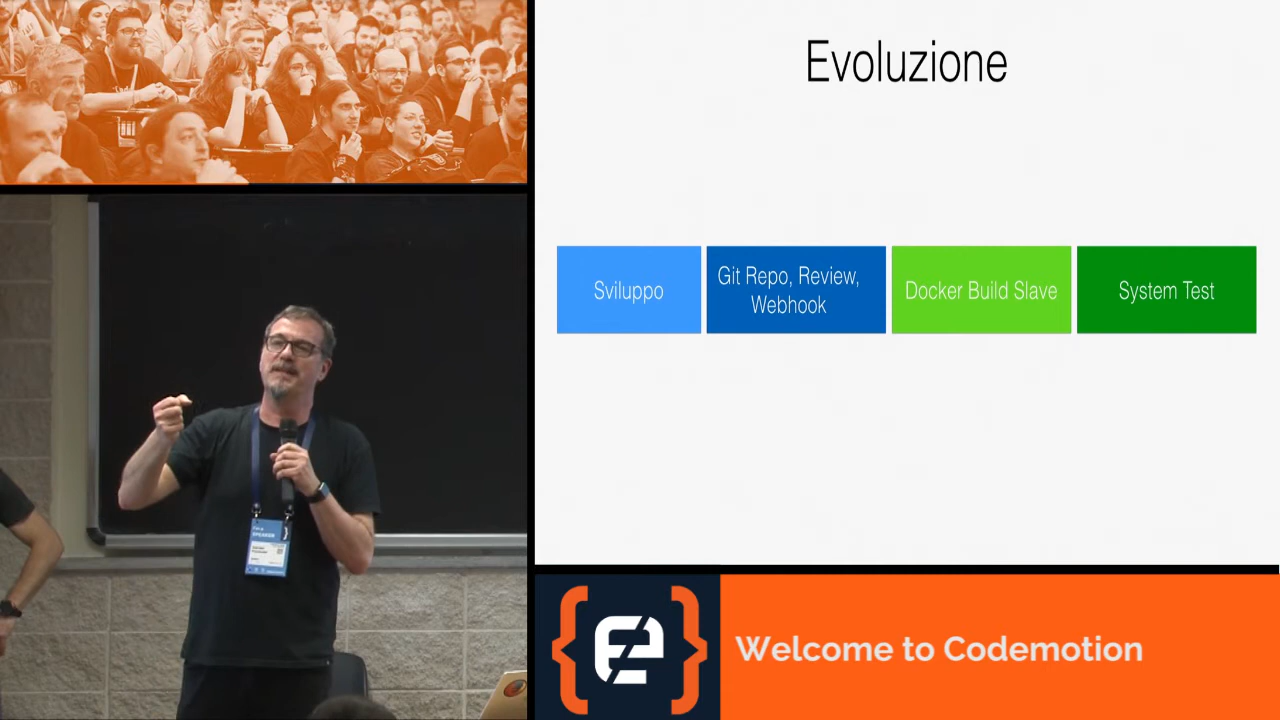 Evoluzione
Sviluppo
Git Repo, Review,
Webhook
Docker Build Slave
System Test
SPEAKER
Welcome to Codemotion